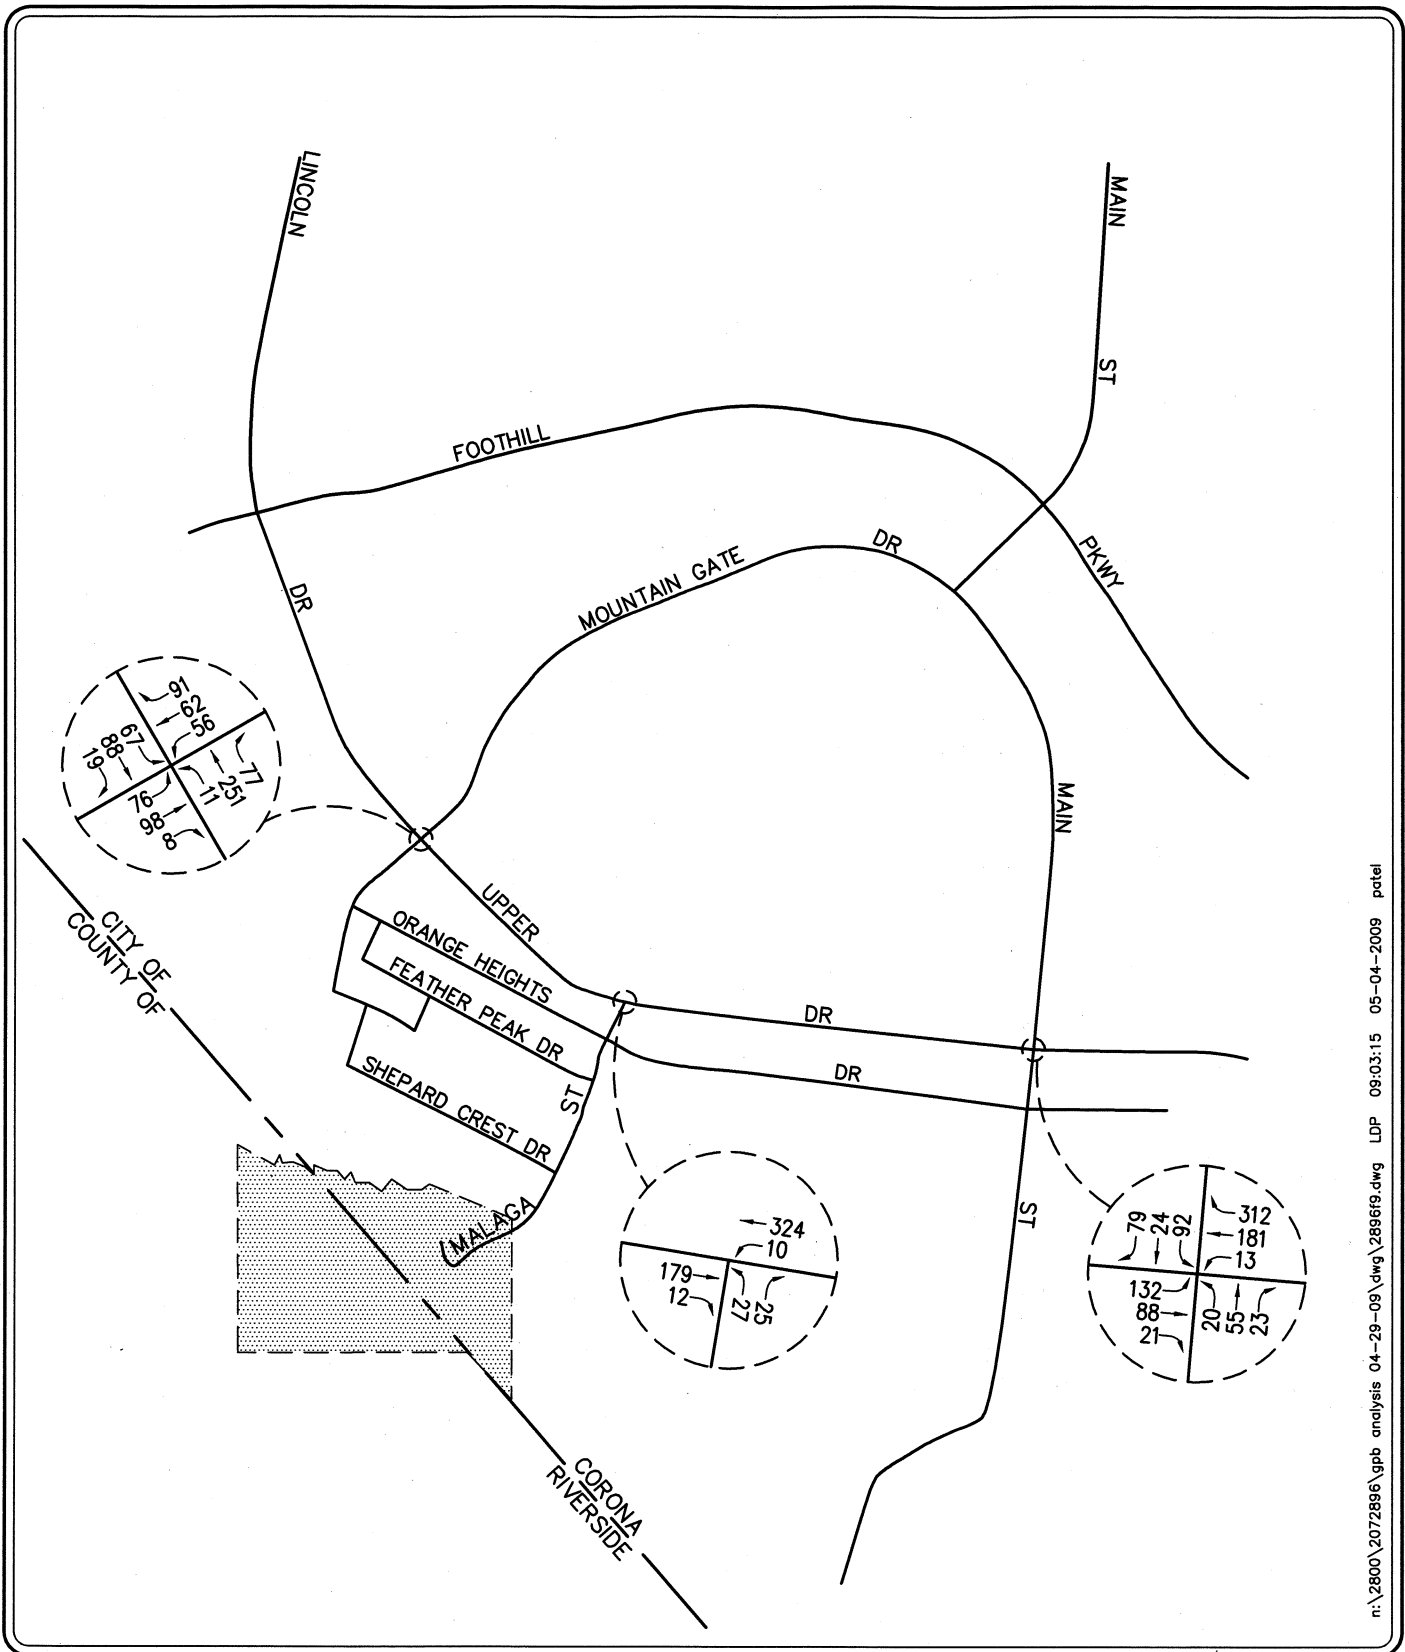 LINCOLN
DR
MAIN
ST
FOOTHILL
PKWY
MOUNTAIN GATE
DR
MAIN
ST
UPPER
DR
ORANGE HEIGHTS
DR
FEATHER PEAK DR
SHEPARD CREST DR
MALAGA
ST
CITY OF
COUNTY OF
CORONA
RIVERSIDE
91
62
56
77
251
11
67
88
19
76
98
8
324
10
179
12
27
25
312
181
13
79
24
92
132
88
21
20
55
23
n:\2800\2072896\gpb analysis 04-29-09\dwg\2896f9.dwg LDP 09:03:15 05-04-2009 patel